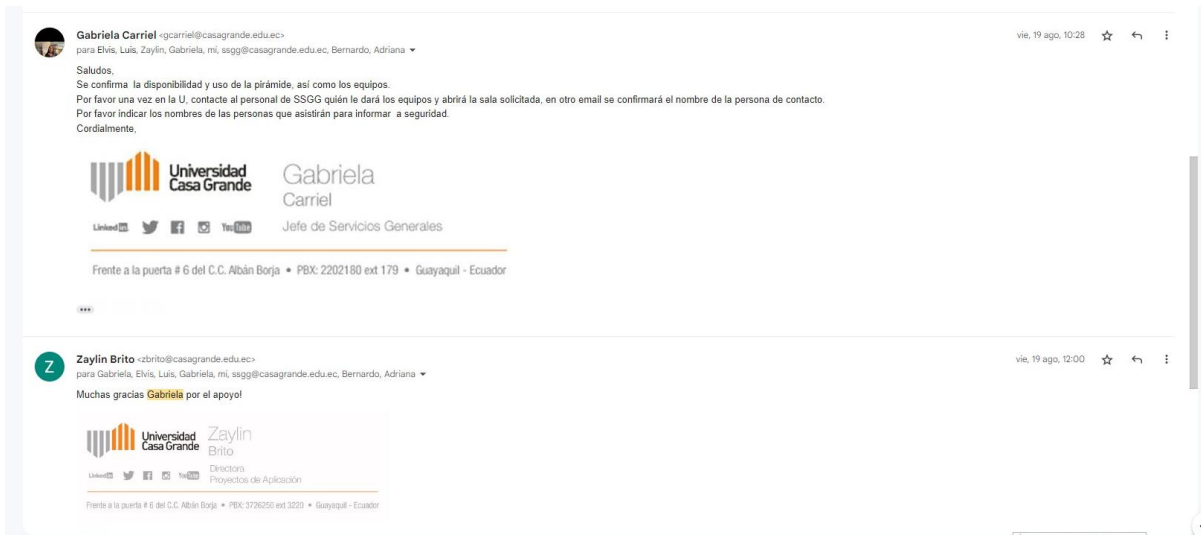 Gabriela Carriel <gcarriel@casagrande.edu.ec>
vie, 19 ago, 10:28
para Elvis, Luis, Zaylin, Gabriela, mí, ssgg@casagrande.edu.ec, Bernardo, Adriana
Saludos,
Se confirma la disponibilidad y uso de la pirámide, así como los equipos.
Por favor una vez en la U, contacte al personal de SSGG quién le dará los equipos y abrirá la sala solicitada, en otro email se confirmará el nombre de la persona de contacto.
Por favor indicar los nombres de las personas que asistirán para informar a seguridad.
Cordialmente,
Universidad
Casa Grande
Gabriela
Carriel
LinkedIn YouTube
Jefe de Servicios Generales
Frente a la puerta # 6 del C.C. Albán Borja • PBX: 2202180 ext 179 • Guayaquil - Ecuador
Z
Zaylin Brito <zbrito@casagrande.edu.ec>
vie, 19 ago, 12:00
para Gabriela, Elvis, Luis, Gabriela, mí, ssgg@casagrande.edu.ec, Bernardo, Adriana
Muchas gracias Gabriela por el apoyo!
Universidad
Casa Grande
Zaylin
Brito
LinkedIn YouTube
Directora
Proyectos de Aplicación
Frente a la puerta # 6 del C.C. Albán Borja • PBX: 3726250 ext 3220 • Guayaquil - Ecuador